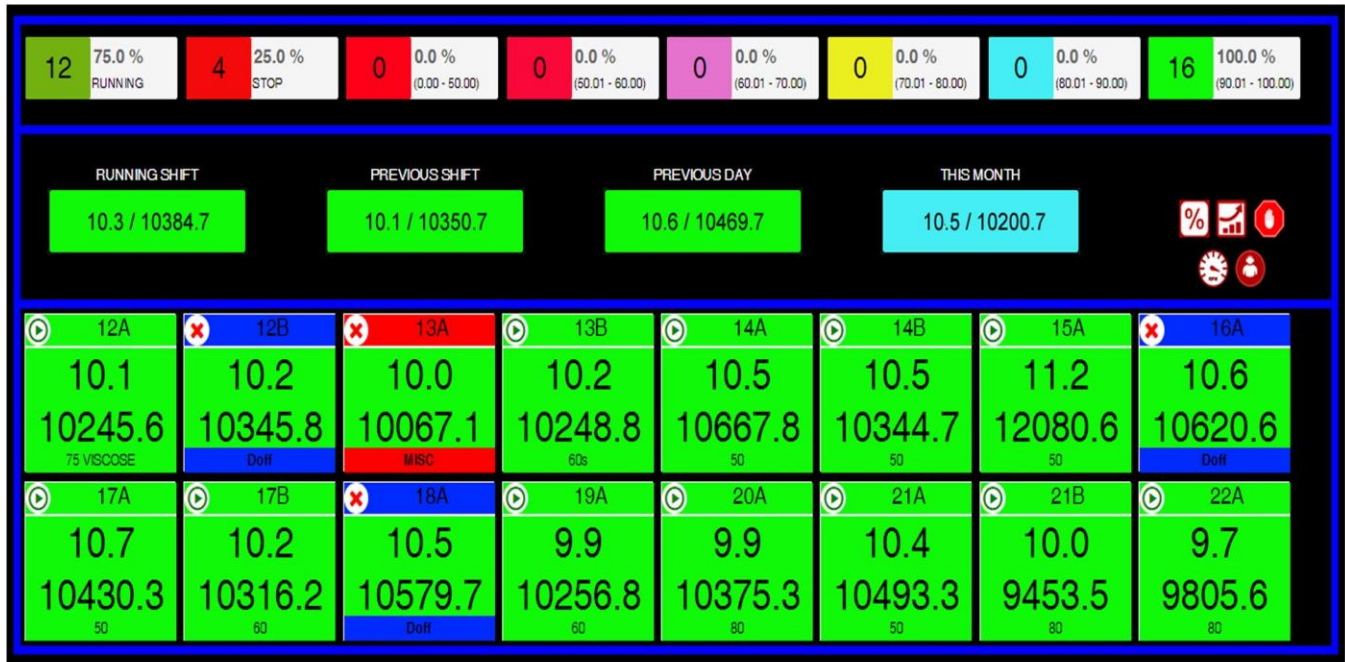 12 75.0 % RUNNING
4 25.0 % STOP
0 0.0 % (0.00 - 50.00)
0 0.0 % (50.01 - 60.00)
0 0.0 % (60.01 - 70.00)
0 0.0 % (70.01 - 80.00)
0 0.0 % (80.01 - 90.00)
16 100.0 % (90.01 - 100.00)
RUNNING SHIFT
10.3 / 10384.7
PREVIOUS SHIFT
10.1 / 10350.7
PREVIOUS DAY
10.6 / 10469.7
THIS MONTH
10.5 / 10200.7
%
12A
10.1
10245.6
75 VISCOSE
12B
10.2
10345.8
Doff
13A
10.0
10067.1
MISC
13B
10.2
10248.8
60s
14A
10.5
10667.8
50
14B
10.5
10344.7
50
15A
11.2
12080.6
50
16A
10.6
10620.6
Doff
17A
10.7
10430.3
50
17B
10.2
10316.2
60
18A
10.5
10579.7
Doff
19A
9.9
10256.8
60
20A
9.9
10375.3
80
21A
10.4
10493.3
50
21B
10.0
9453.5
80
22A
9.7
9805.6
80